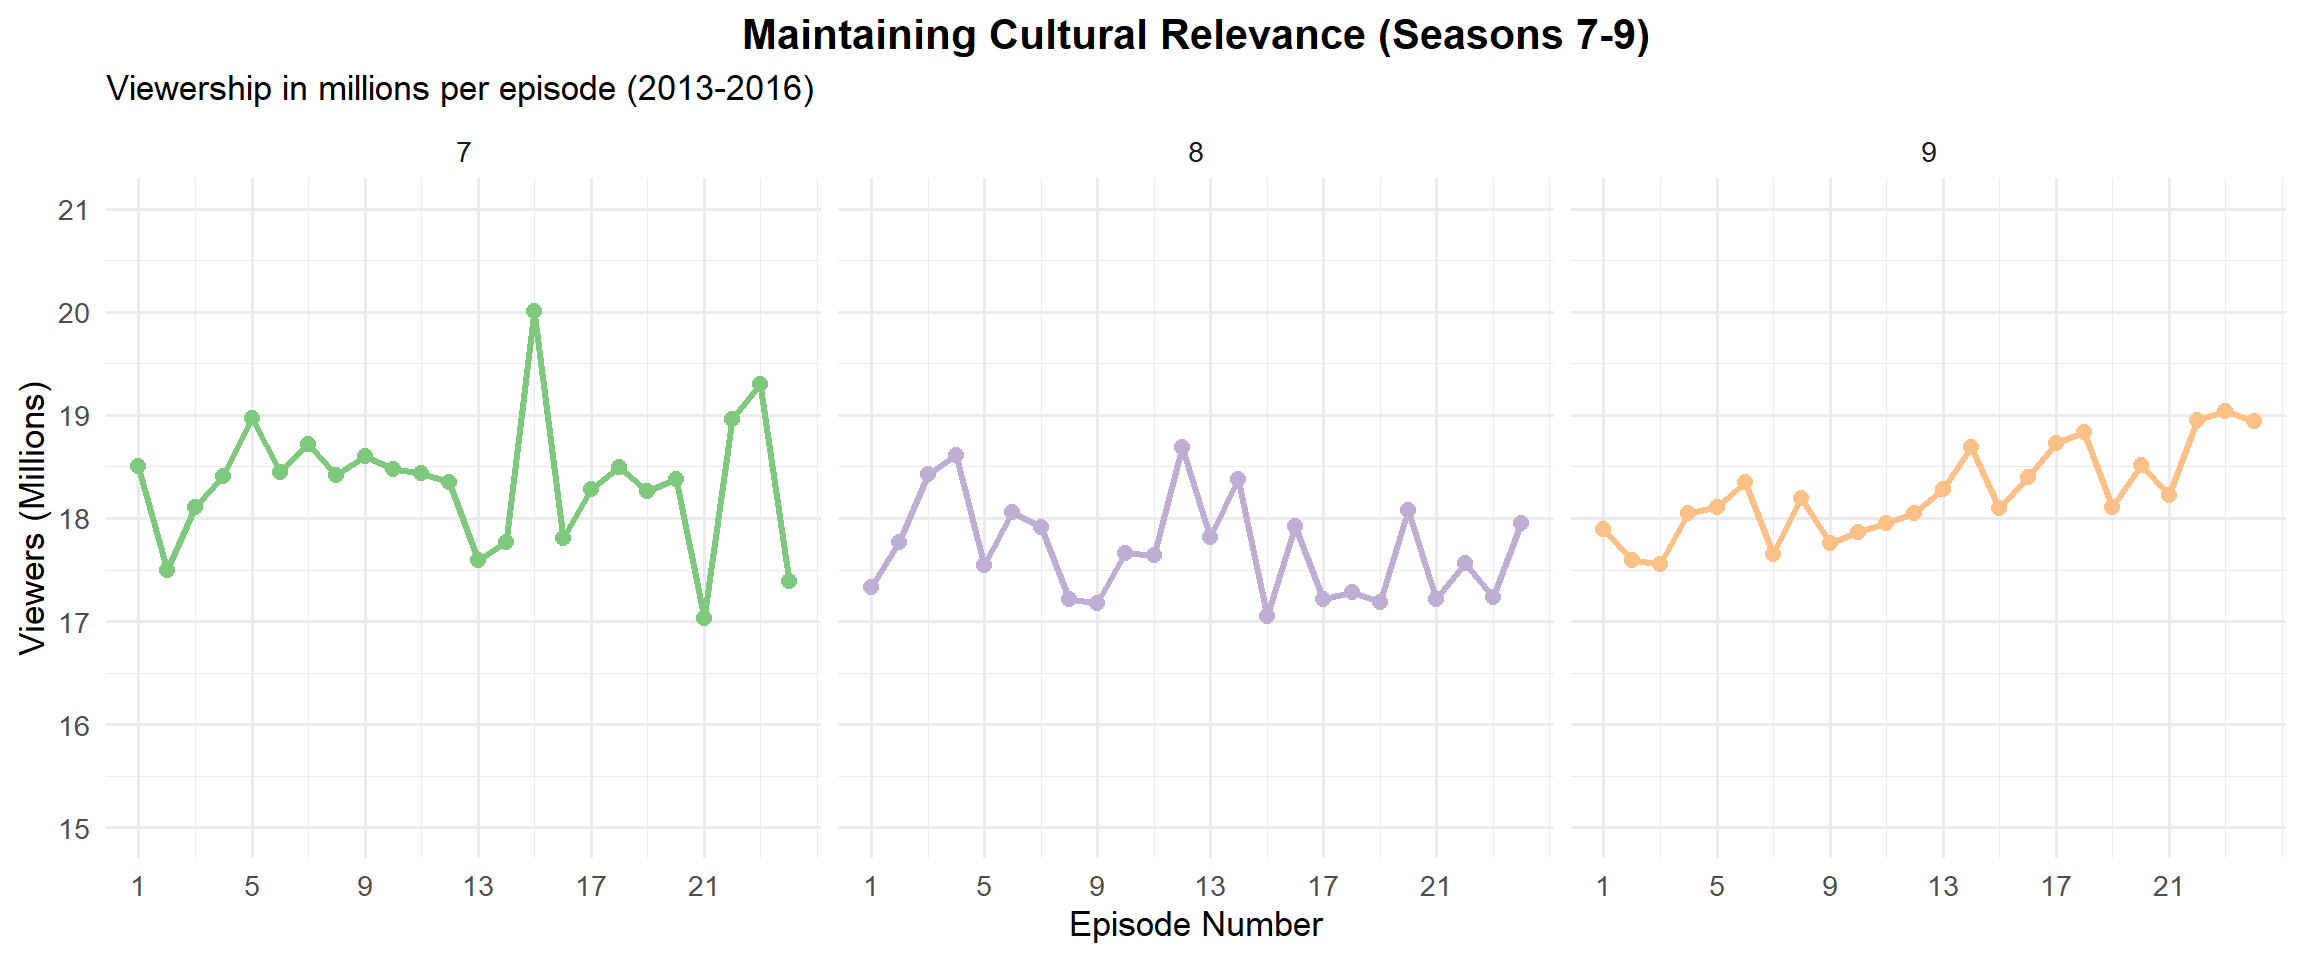 Maintaining Cultural Relevance (Seasons 7-9)
Viewership in millions per episode (2013-2016)
7 8 9
21
20
19
18
17
16
15
Viewers (Millions)
1 5 9 13 17 21 1 5 9 13 17 21 1 5 9 13 17 21
Episode Number